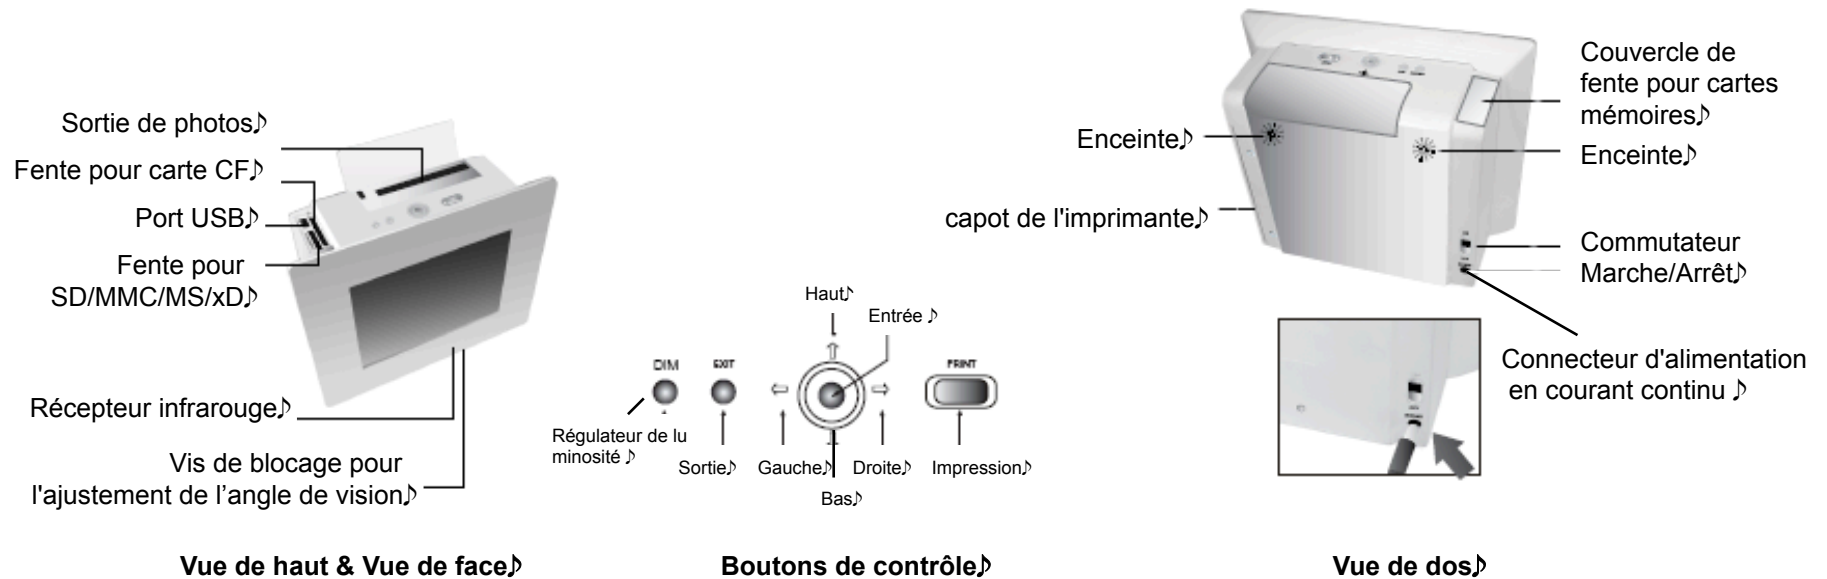 Sortie de photos♪
Fente pour carte CF♪
Port USB♪
Fente pour
SD/MMC/MS/xD♪
Récepteur infrarouge♪
Vis de blocage pour
l'ajustement de l’angle de vision♪
Vue de haut & Vue de face♪
Haut♪
Entrée ♪
DIM
EXIT
PRINT
Régulateur de lu
minosité ♪
Sortie♪
Gauche♪
Droite♪
Impression♪
Bas♪
Boutons de contrôle♪
Couvercle de
fente pour cartes
mémoires♪
Enceinte♪
Enceinte♪
capot de l'imprimante♪
Commutateur
Marche/Arrêt♪
Connecteur d'alimentation
en courant continu ♪
Vue de dos♪